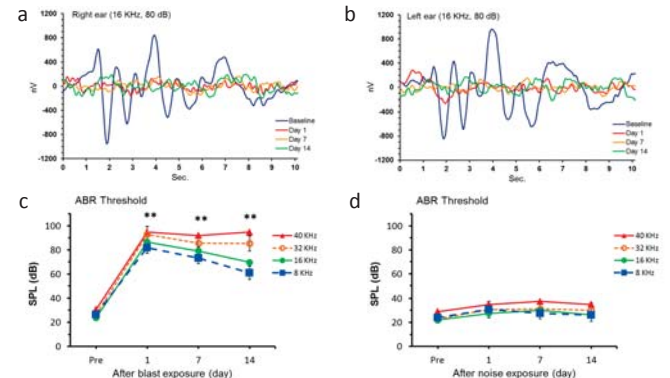 a
Right ear (16 KHz, 80 dB)
1200
800
400
0
-400
-800
-1200
nV
0 1 2 3 4 5 6 7 8 9 10
Sec.
Baseline
Day 1
Day 7
Day 14
b
Left ear (16 KHz, 80 dB)
1200
800
400
0
-400
-800
-1200
nV
0 1 2 3 4 5 6 7 8 9 10
Sec.
Baseline
Day 1
Day 7
Day 14
c
ABR Threshold
100
80
60
40
20
0
SPL (dB)
** ** **
40 KHz
32 KHz
16 KHz
8 KHz
Pre 1 7 14
After blast exposure (day)
d
ABR Threshold
100
80
60
40
20
0
SPL (dB)
40 KHz
32 KHz
16 KHz
8 KHz
Pre 1 7 14
After noise exposure (day)